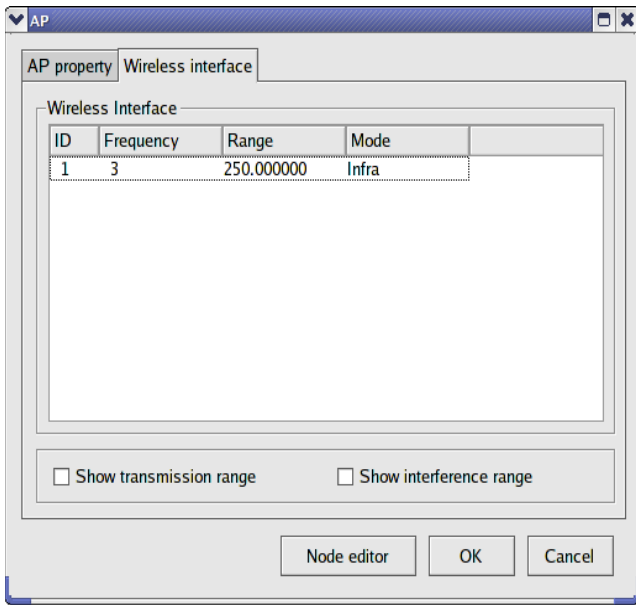 AP
AP property Wireless interface
Wireless Interface
ID Frequency Range Mode
1 3 250.000000 Infra
Show transmission range Show interference range
Node editor OK Cancel